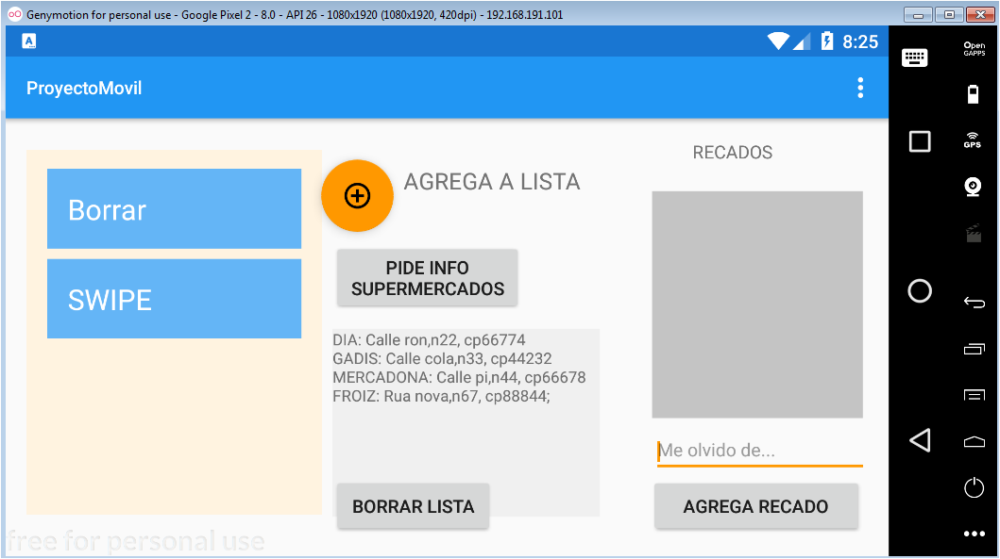 Genymotion for personal use - Google Pixel 2 - 8.0 - API 26 - 1080x1920 (1080x1920, 420dpi) - 192.168.191.101
A
8:25
Open
GAPPS
ProyectoMovil
GPS
RECADOS
Borrar
AGREGA A LISTA
SWIPE
PIDE INFO
SUPERMERCADOS
DIA: Calle ron,n22, cp66774
GADIS: Calle cola,n33, cp44232
MERCADONA: Calle pi,n44, cp66678
FROIZ: Rua nova,n67, cp88844;
Me olvido de...
BORRAR LISTA
AGREGA RECADO
free for personal use